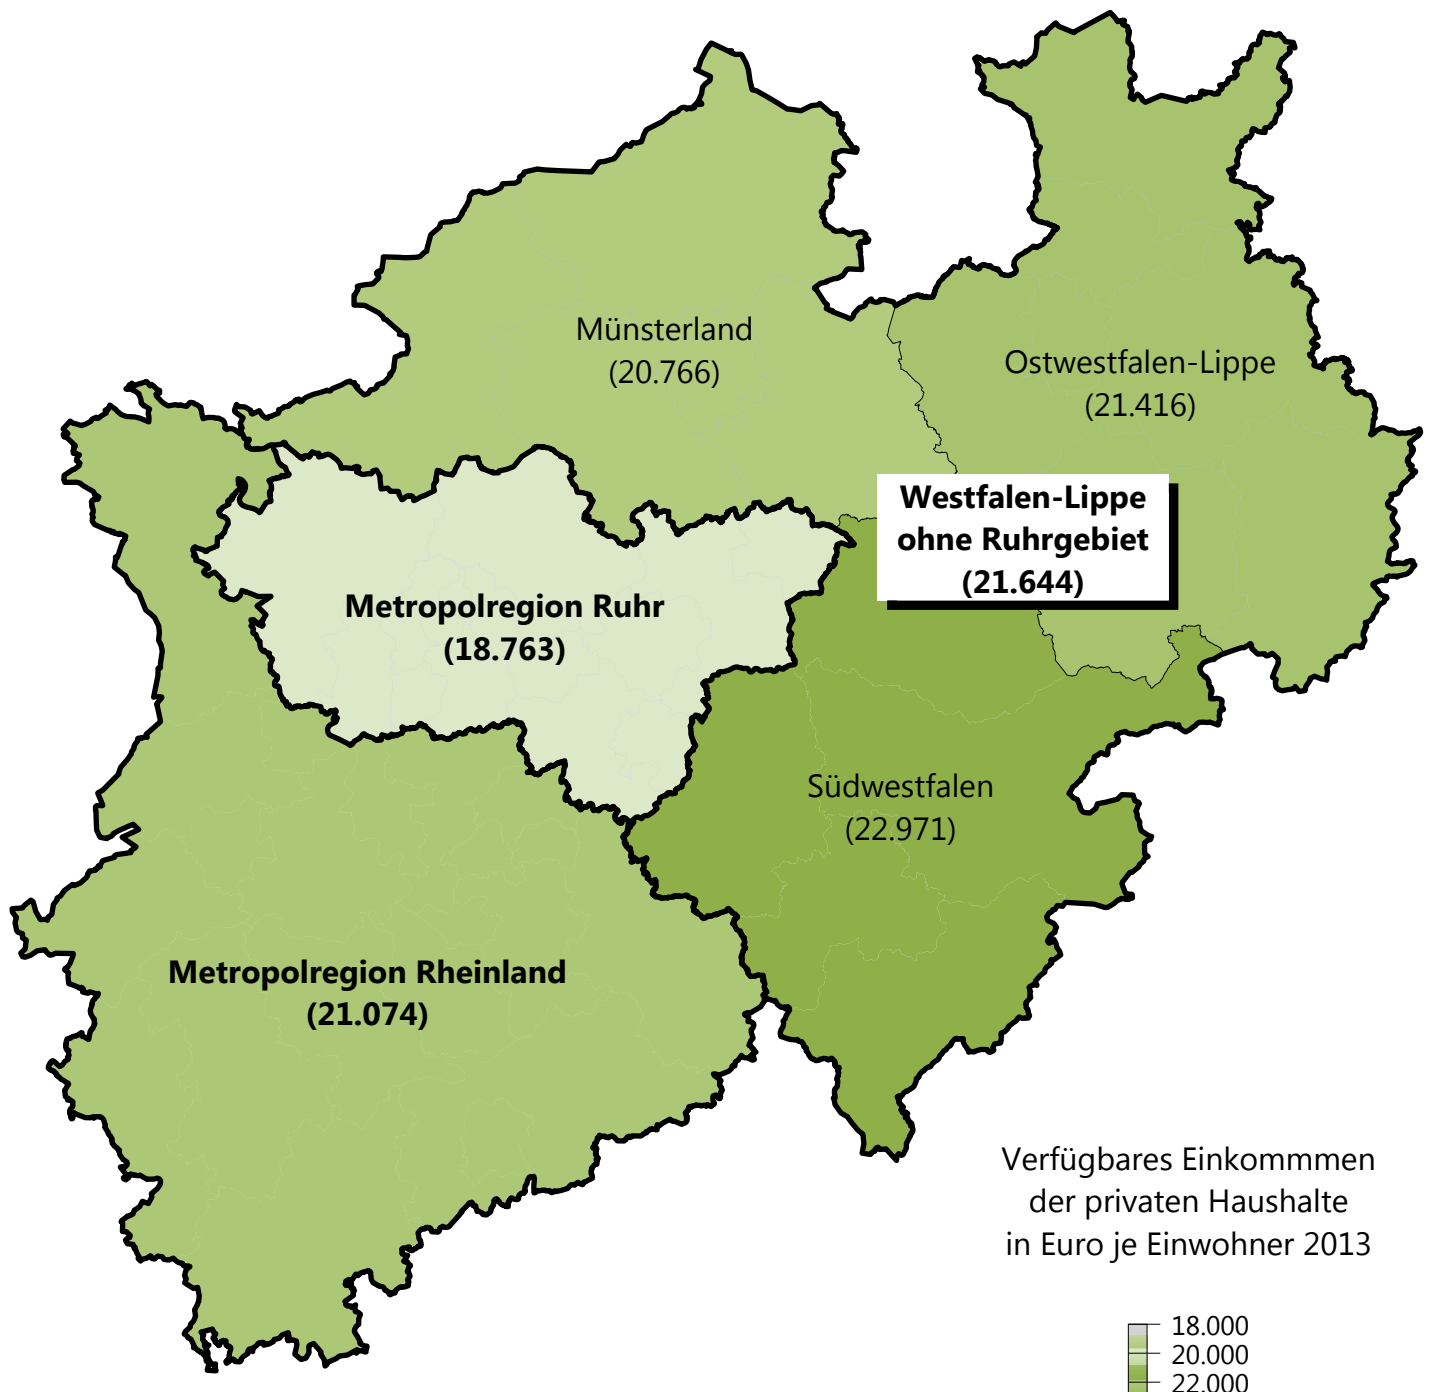 Münsterland
(20.766)
Ostwestfalen-Lippe
(21.416)
Westfalen-Lippe
ohne Ruhrgebiet
(21.644)
Metropolregion Ruhr
(18.763)
Südwestfalen
(22.971)
Metropolregion Rheinland
(21.074)
Verfügbares Einkommmen
der privaten Haushalte
in Euro je Einwohner 2013
18.000
20.000
22.000